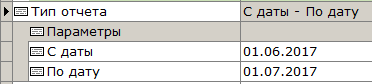 Тип отчета С даты - По дату
Параметры
С даты 01.06.2017
По дату 01.07.2017